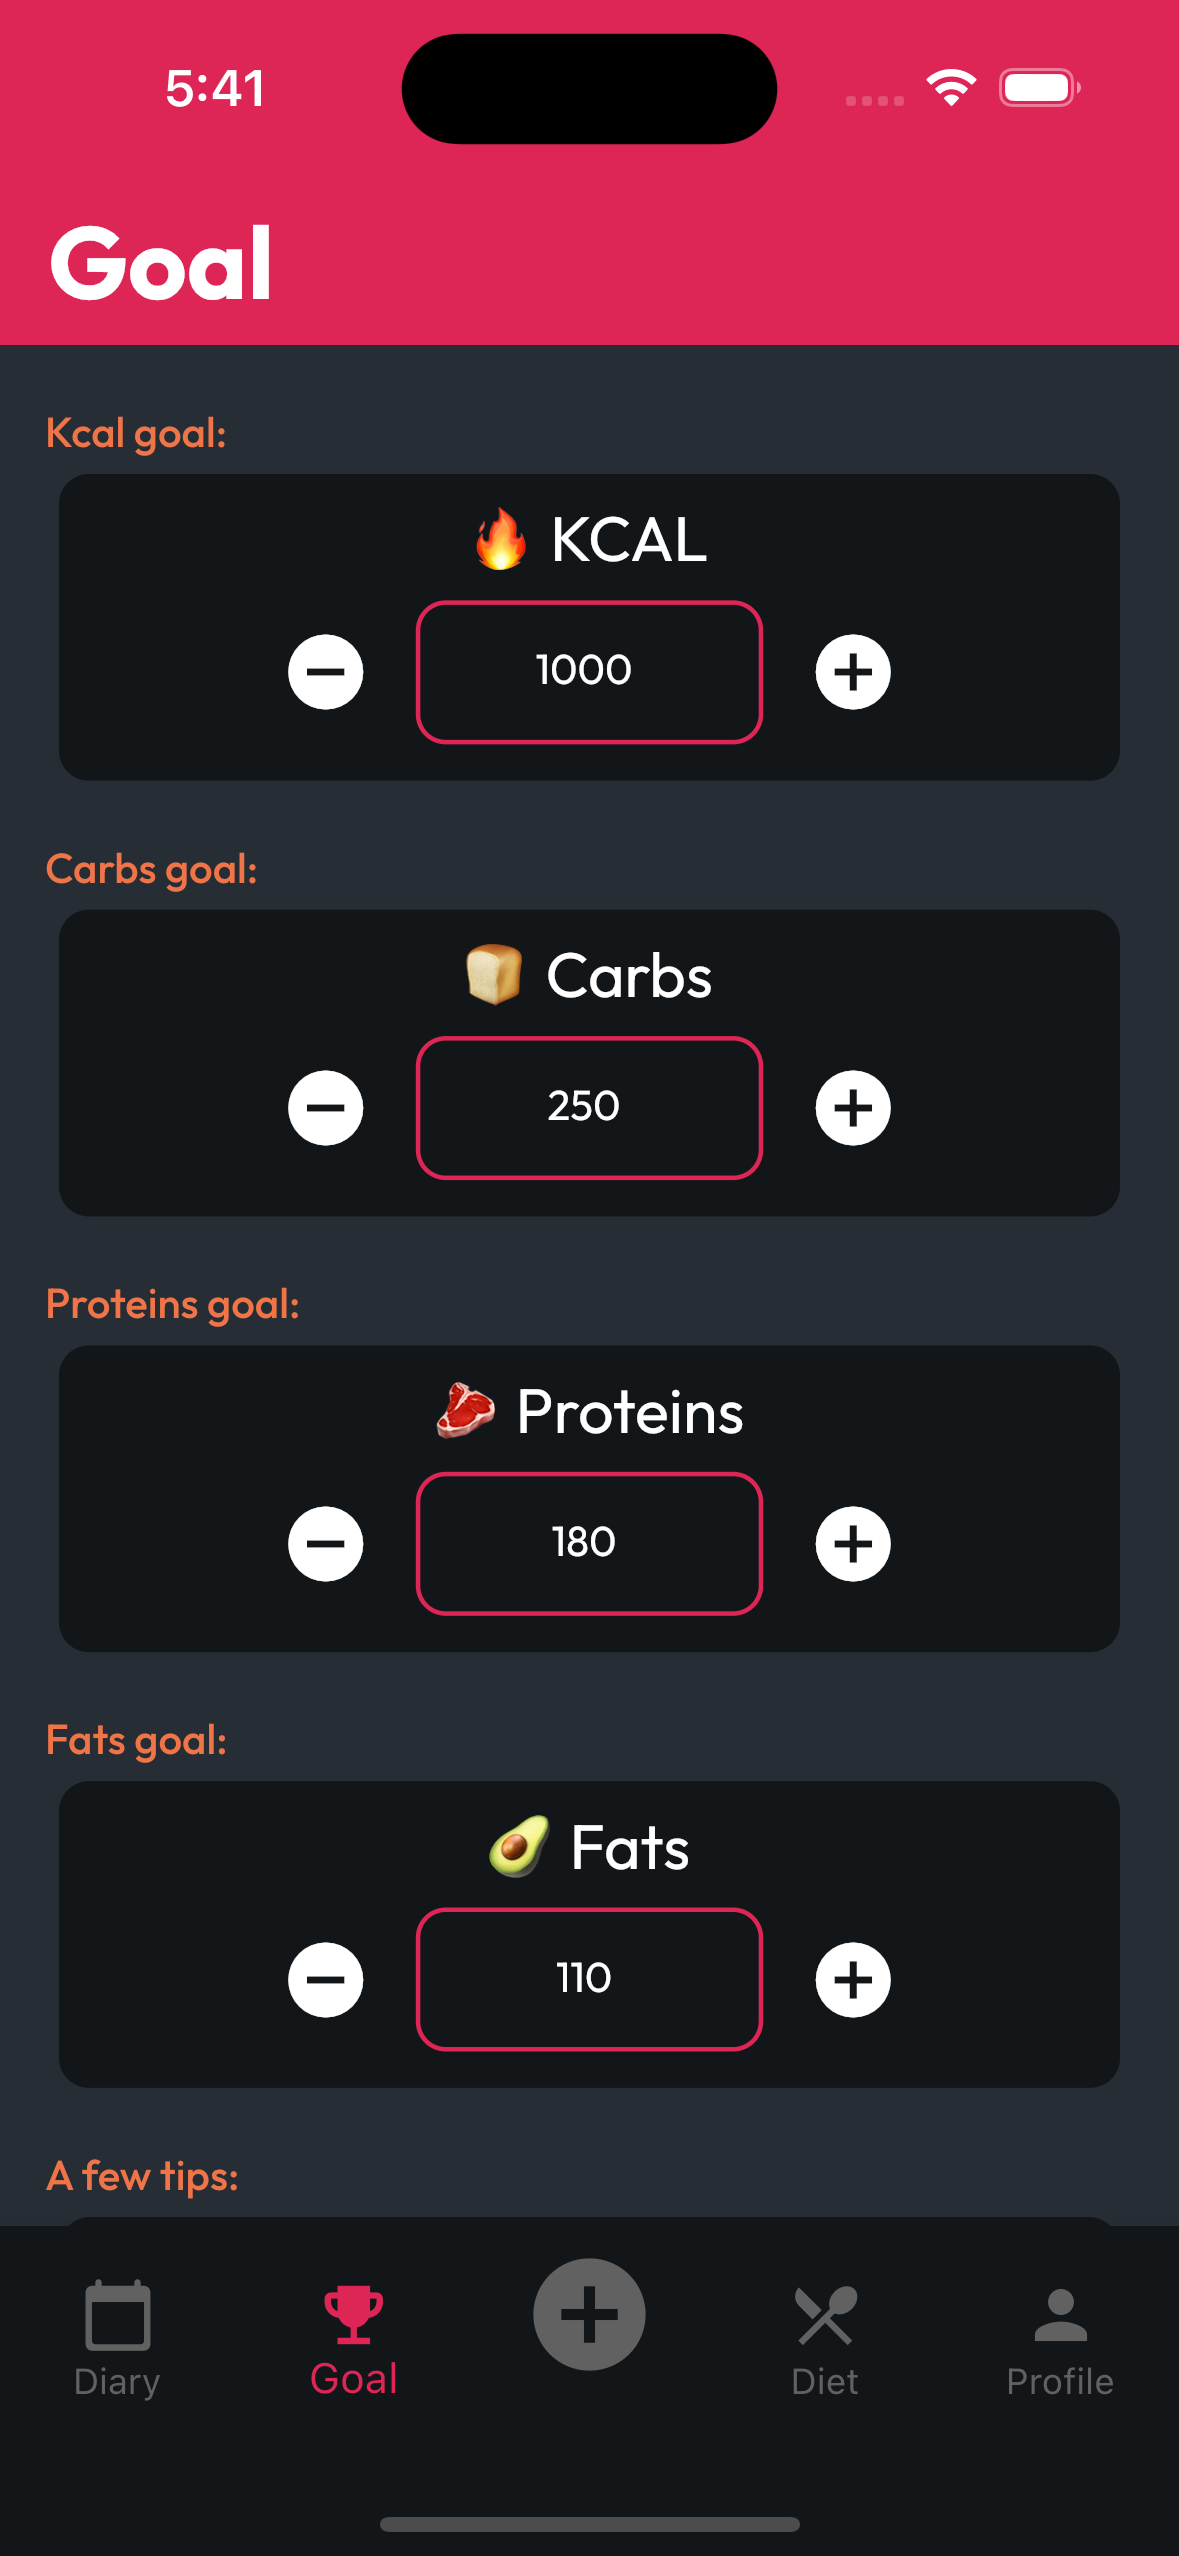 5:41
Goal
Kcal goal:
🔥 KCAL
1000
Carbs goal:
🍞 Carbs
250
Proteins goal:
🥩 Proteins
180
Fats goal:
🥑 Fats
110
A few tips:
Diary
Goal
Diet
Profile